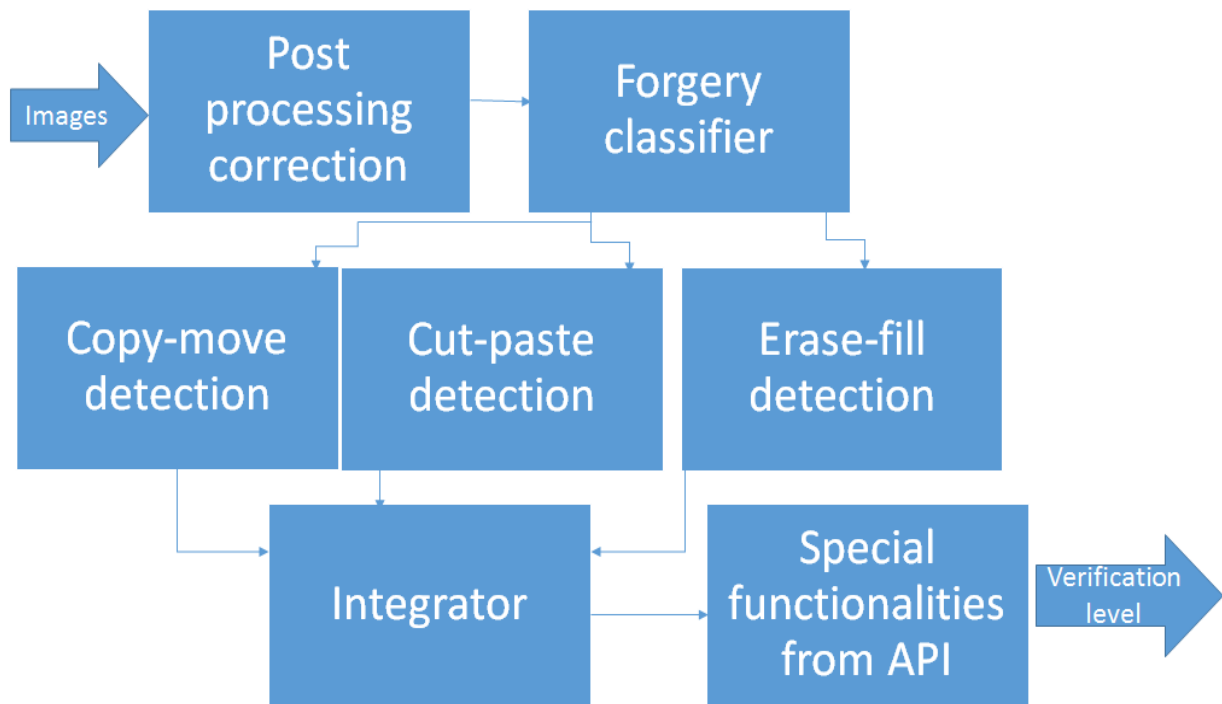 Images
Post
processing
correction
Forgery
classifier
Copy-move
detection
Cut-paste
detection
Erase-fill
detection
Integrator
Special
functionalities
from API
Verification
level